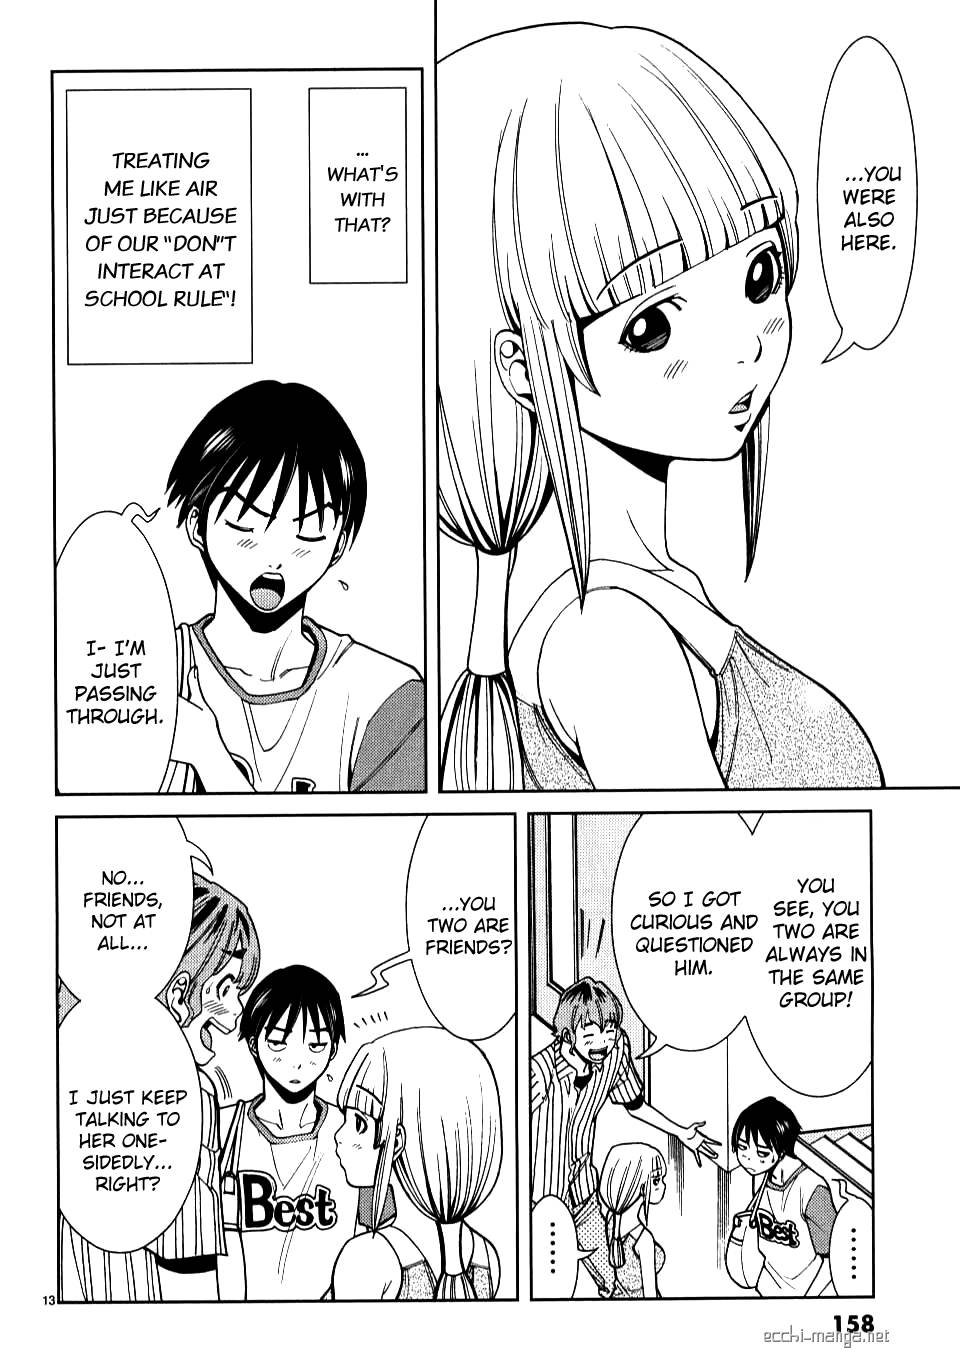 ...YOU
WERE
ALSO
HERE.
...
WHAT'S
WITH
THAT?
TREATING
ME LIKE AIR
JUST BECAUSE
OF OUR "DON"T
INTERACT AT
SCHOOL RULE"!
I- I'M
JUST
PASSING
THROUGH.
YOU
SEE, YOU
TWO ARE
ALWAYS IN
THE SAME
GROUP!
SO I GOT
CURIOUS AND
QUESTIONED
HIM.
Best
......
......
...YOU
TWO ARE
FRIENDS?
NO...
FRIENDS,
NOT AT
ALL...
I JUST KEEP
TALKING TO
HER ONE-
SIDEDLY...
RIGHT?
Best
13
158
ecchi-manga.net